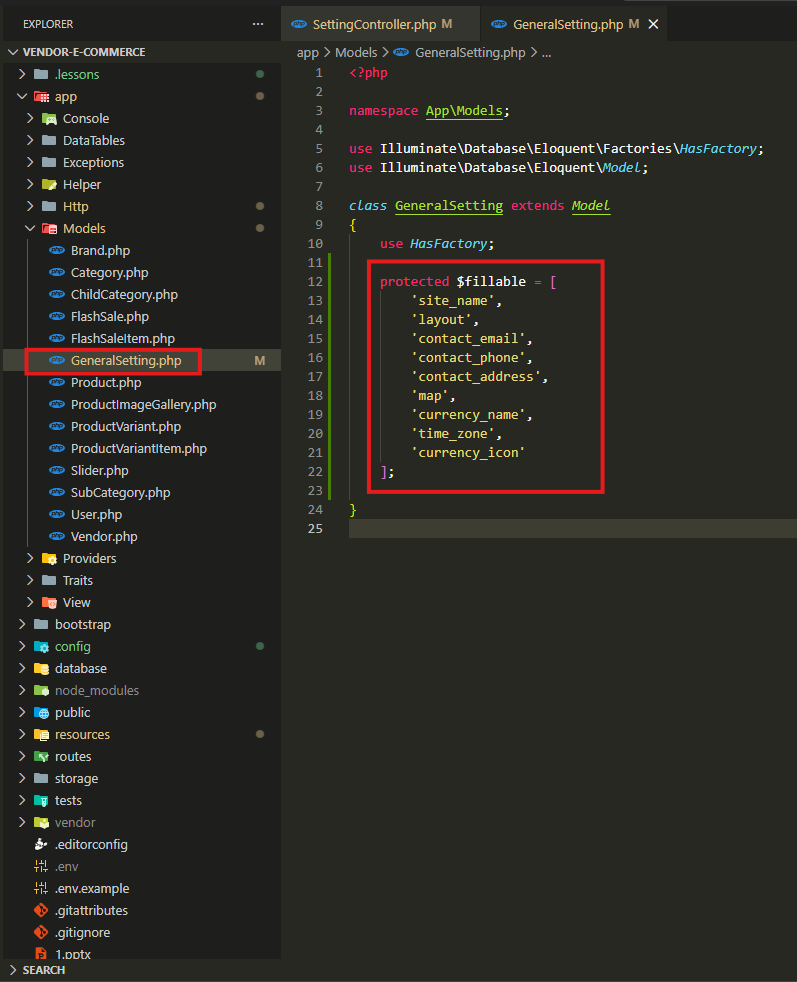 EXPLORER
VENDOR-E-COMMERCE
.lessons
app
Console
DataTables
Exceptions
Helper
Http
Models
Brand.php
Category.php
ChildCategory.php
FlashSale.php
FlashSaleItem.php
GeneralSetting.php M
Product.php
ProductImageGallery.php
ProductVariant.php
ProductVariantItem.php
Slider.php
SubCategory.php
User.php
Vendor.php
Providers
Traits
View
bootstrap
config
database
node_modules
public
resources
routes
storage
tests
vendor
.editorconfig
.env
.env.example
.gitattributes
.gitignore
1.pptx
SEARCH
SettingController.php M
GeneralSetting.php M
app > Models > GeneralSetting.php > ...
1 <?php
2
3 namespace App\Models;
4
5 use Illuminate\Database\Eloquent\Factories\HasFactory;
6 use Illuminate\Database\Eloquent\Model;
7
8 class GeneralSetting extends Model
9 {
10 use HasFactory;
11
12 protected $fillable = [
13 'site_name',
14 'layout',
15 'contact_email',
16 'contact_phone',
17 'contact_address',
18 'map',
19 'currency_name',
20 'time_zone',
21 'currency_icon'
22 ];
23
24 }
25